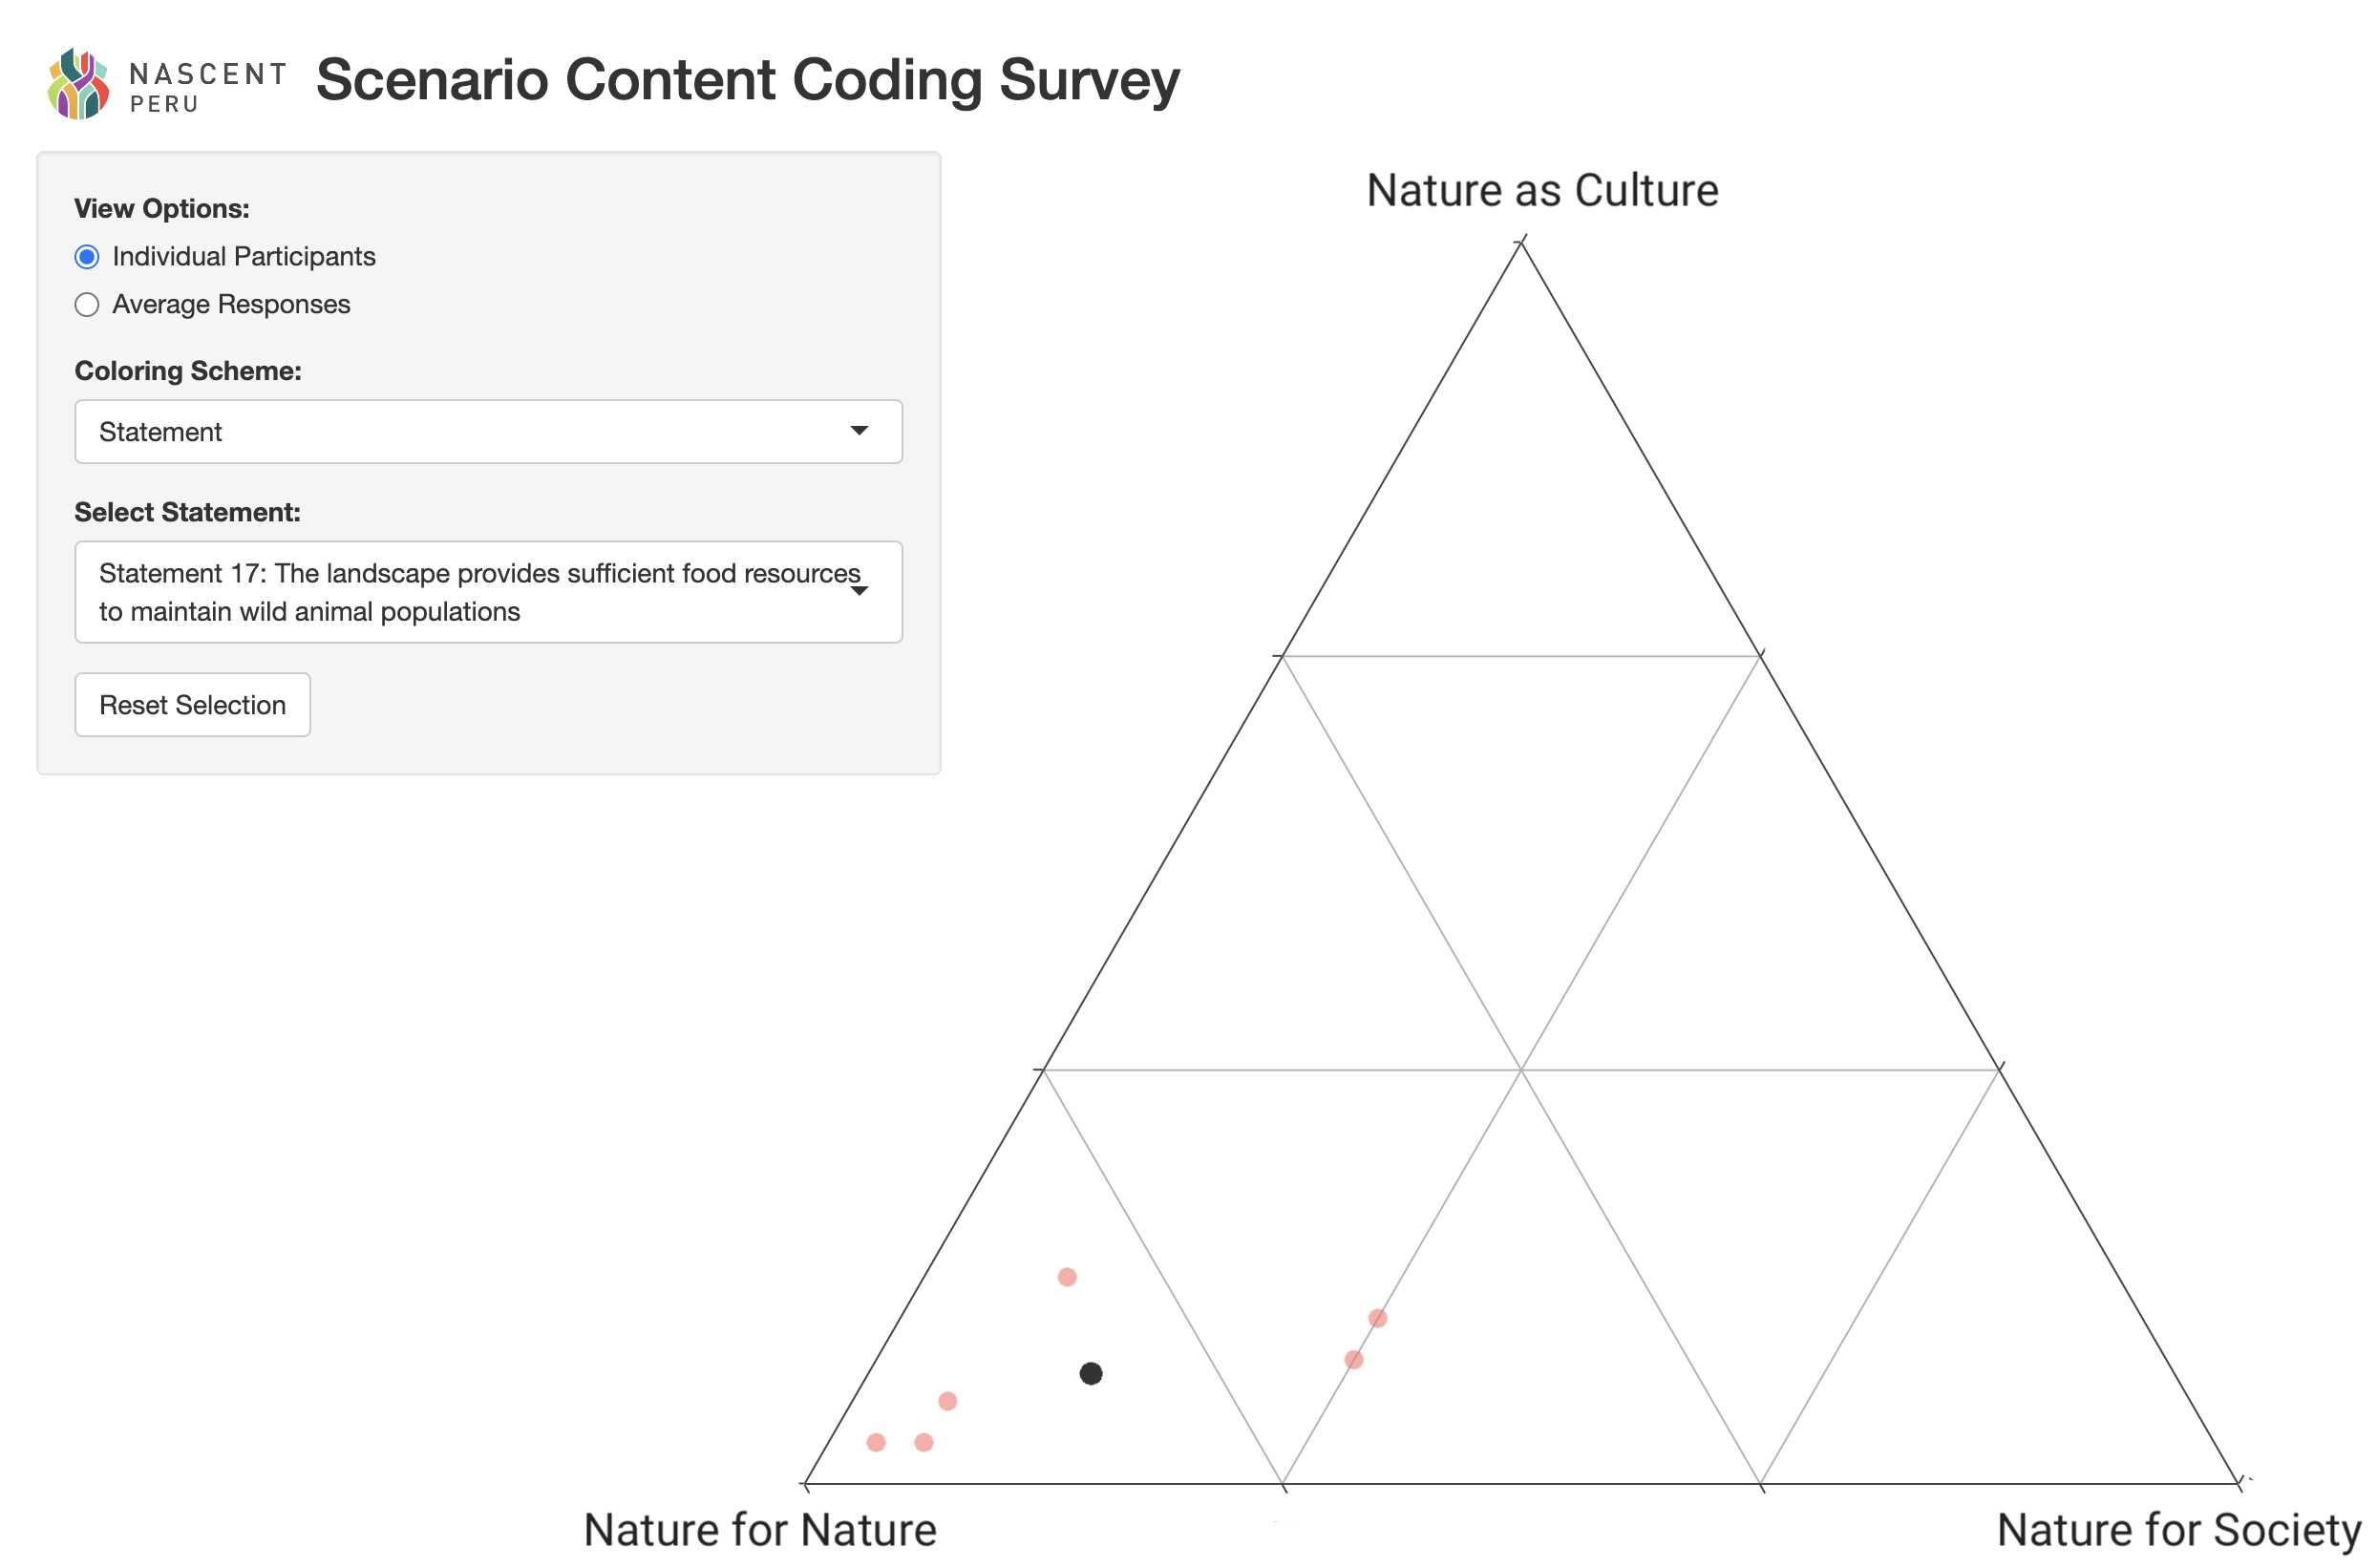 NASCENT
PERU
Scenario Content Coding Survey
View Options:
Individual Participants
Average Responses
Coloring Scheme:
Statement
Select Statement:
Statement 17: The landscape provides sufficient food resources
to maintain wild animal populations
Reset Selection
Nature as Culture
Nature for Nature
Nature for Society